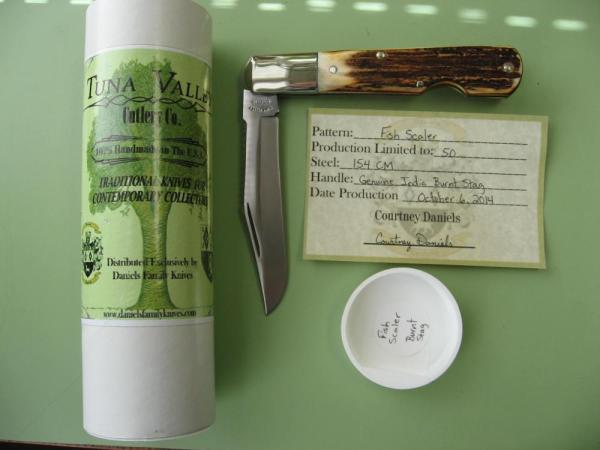 TUNA VALLEY
Cutlery Co.
100% Handmade in The U.S.A.
TRADITIONAL KNIVES FOR
CONTEMPORARY COLLECTORS
Distributed Exclusively by
Daniels Family Knives
www.danielsfamilyknives.com
Pattern: Fish Scaler
Production Limited to: 50
Steel: 154 CM
Handle: Genuine India Burnt Stag
Date Production October 6, 2014
Courtney Daniels
Courtney Daniels
Fish
Scaler
Burnt
Stag